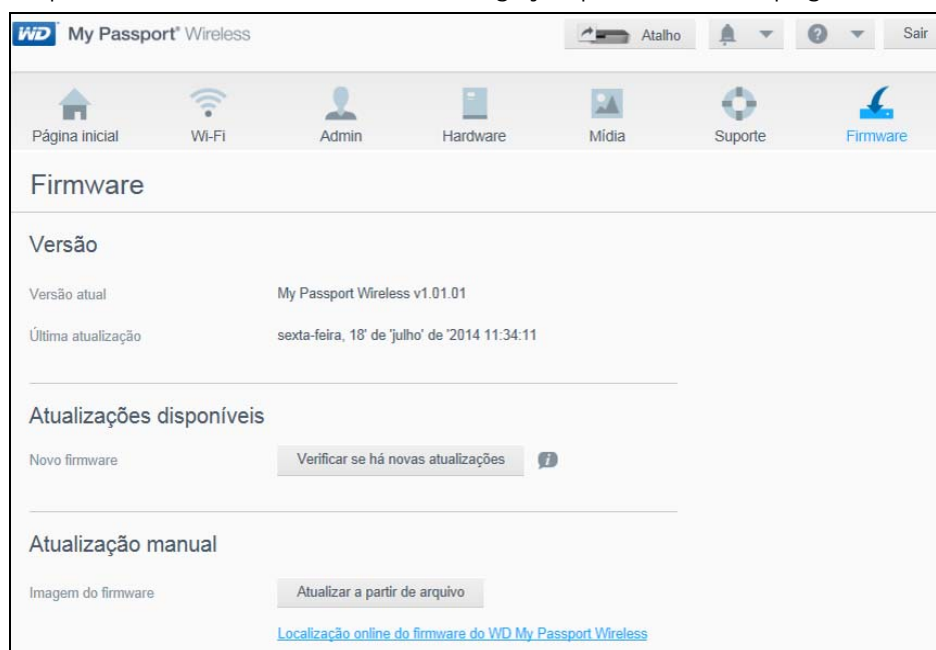 WD My Passport® Wireless
Atalho
Sair
Página inicial
Wi-Fi
Admin
Hardware
Mídia
Suporte
Firmware
Firmware
Versão
Versão atual My Passport Wireless v1.01.01
Última atualização sexta-feira, 18' de 'julho' de '2014 11:34:11
Atualizações disponíveis
Novo firmware Verificar se há novas atualizações
Atualização manual
Imagem do firmware Atualizar a partir de arquivo
Localização online do firmware do WD My Passport Wireless